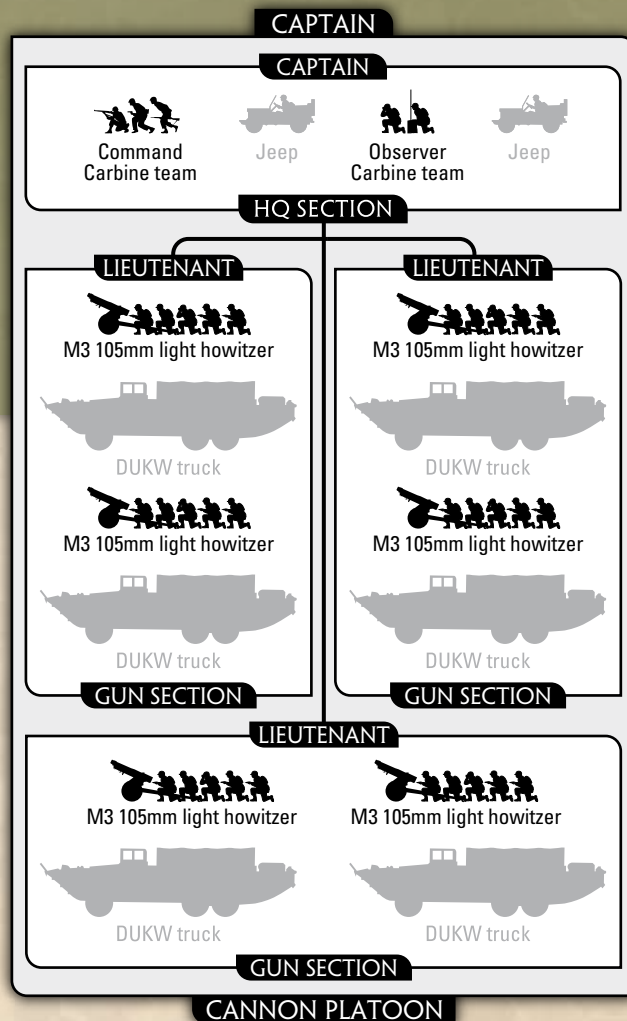 CAPTAIN
CAPTAIN
Command
Carbine team
Jeep
Observer
Carbine team
Jeep
HQ SECTION
LIEUTENANT
M3 105mm light howitzer
DUKW truck
M3 105mm light howitzer
DUKW truck
GUN SECTION
LIEUTENANT
M3 105mm light howitzer
DUKW truck
M3 105mm light howitzer
DUKW truck
GUN SECTION
LIEUTENANT
M3 105mm light howitzer
M3 105mm light howitzer
DUKW truck
DUKW truck
GUN SECTION
CANNON PLATOON